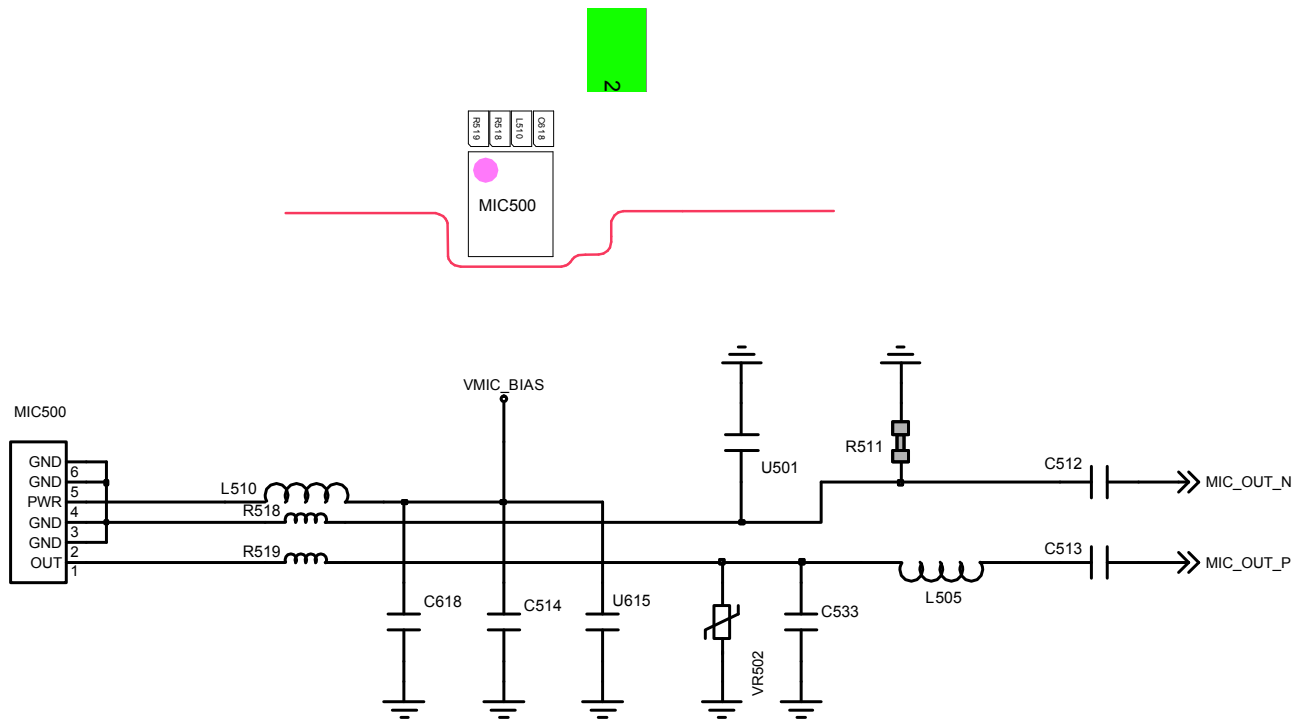 2
R519
R518
L510
C618
MIC500
VMIC_BIAS
MIC500
GND
6
GND
5
PWR
4
GND
3
GND
2
OUT
1
L510
R518
R519
U501
R511
C512
MIC_OUT_N
C513
MIC_OUT_P
L505
C618
C514
U615
VR502
C533